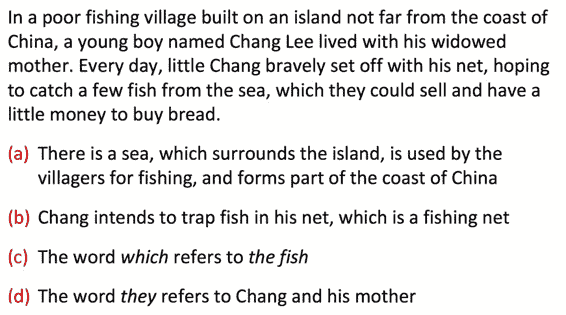 In a poor fishing village built on an island not far from the coast of
China, a young boy named Chang Lee lived with his widowed
mother. Every day, little Chang bravely set off with his net, hoping
to catch a few fish from the sea, which they could sell and have a
little money to buy bread.
(a) There is a sea, which surrounds the island, is used by the
villagers for fishing, and forms part of the coast of China
(b) Chang intends to trap fish in his net, which is a fishing net
(c) The word which refers to the fish
(d) The word they refers to Chang and his mother